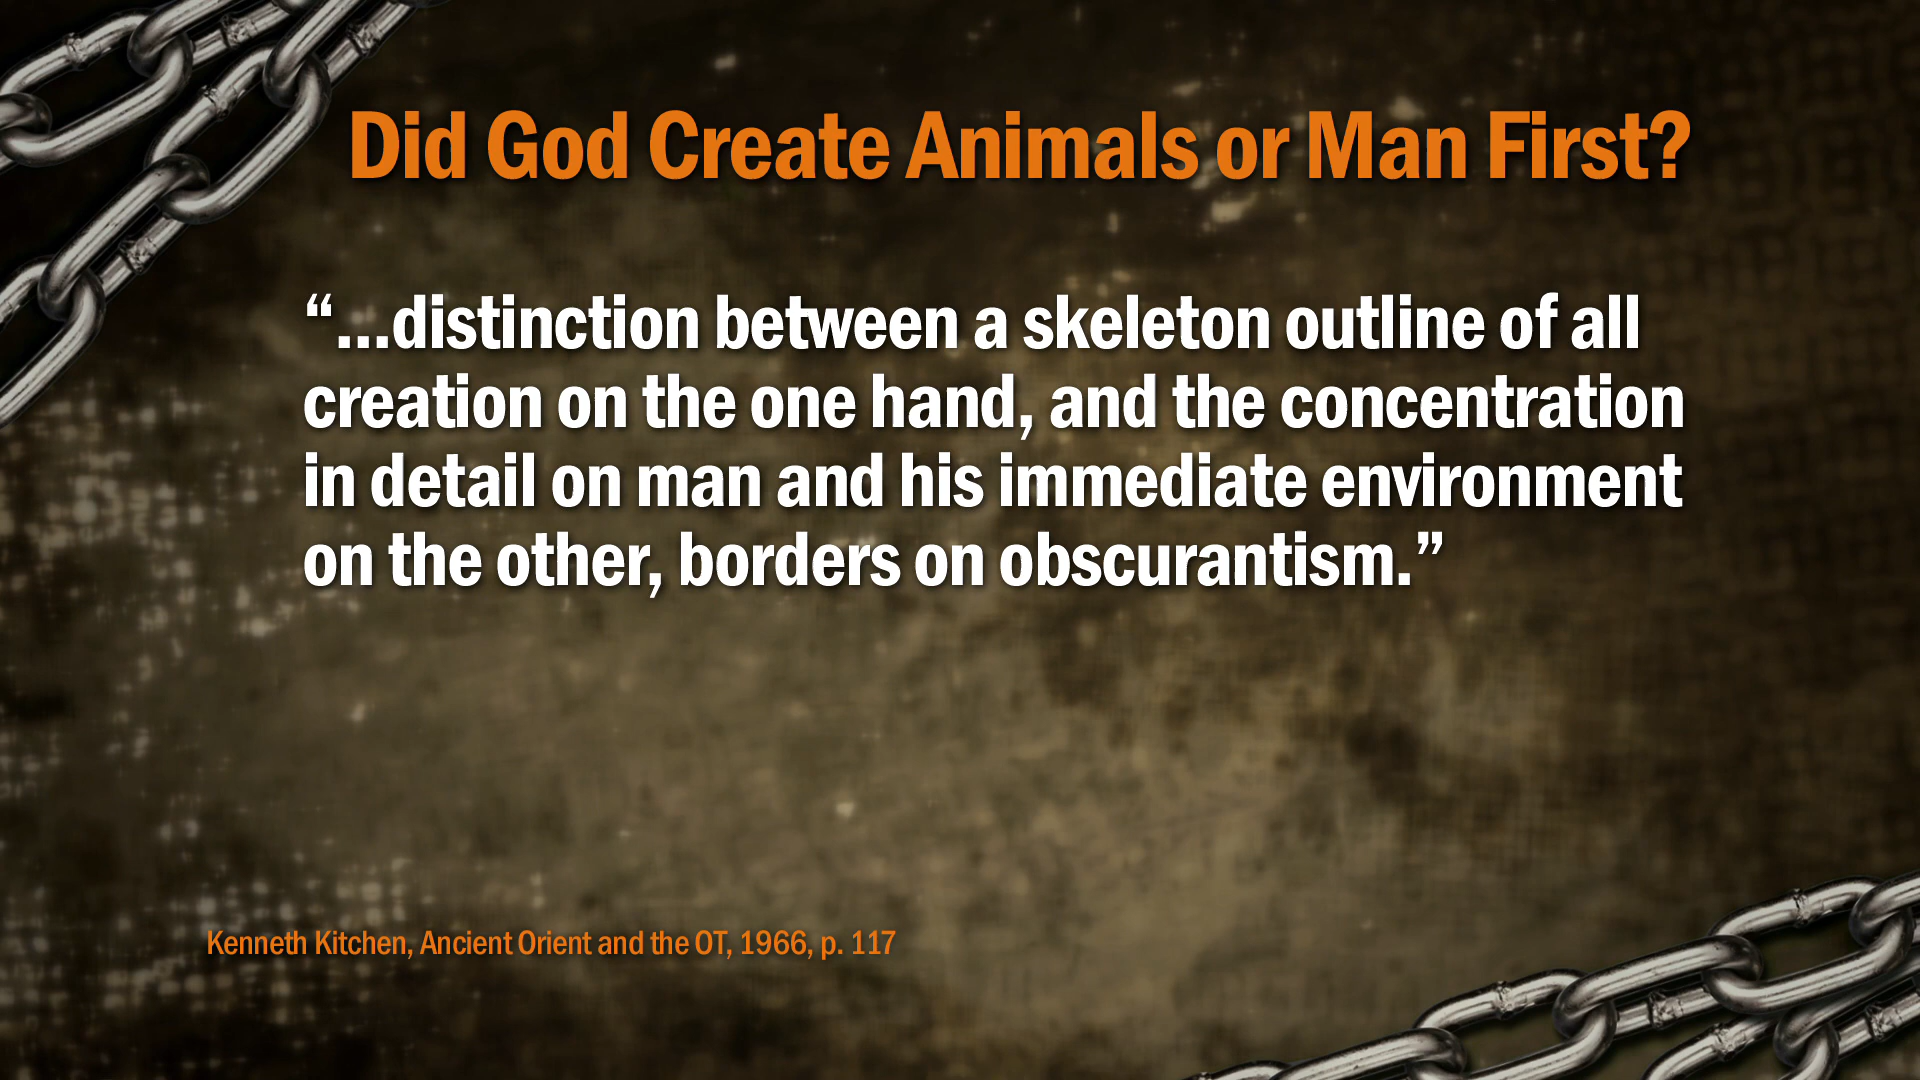 Did God Create Animals or Man First?
“…distinction between a skeleton outline of all
creation on the one hand, and the concentration
in detail on man and his immediate environment
on the other, borders on obscurantism.”
Kenneth Kitchen, Ancient Orient and the OT, 1966, p. 117